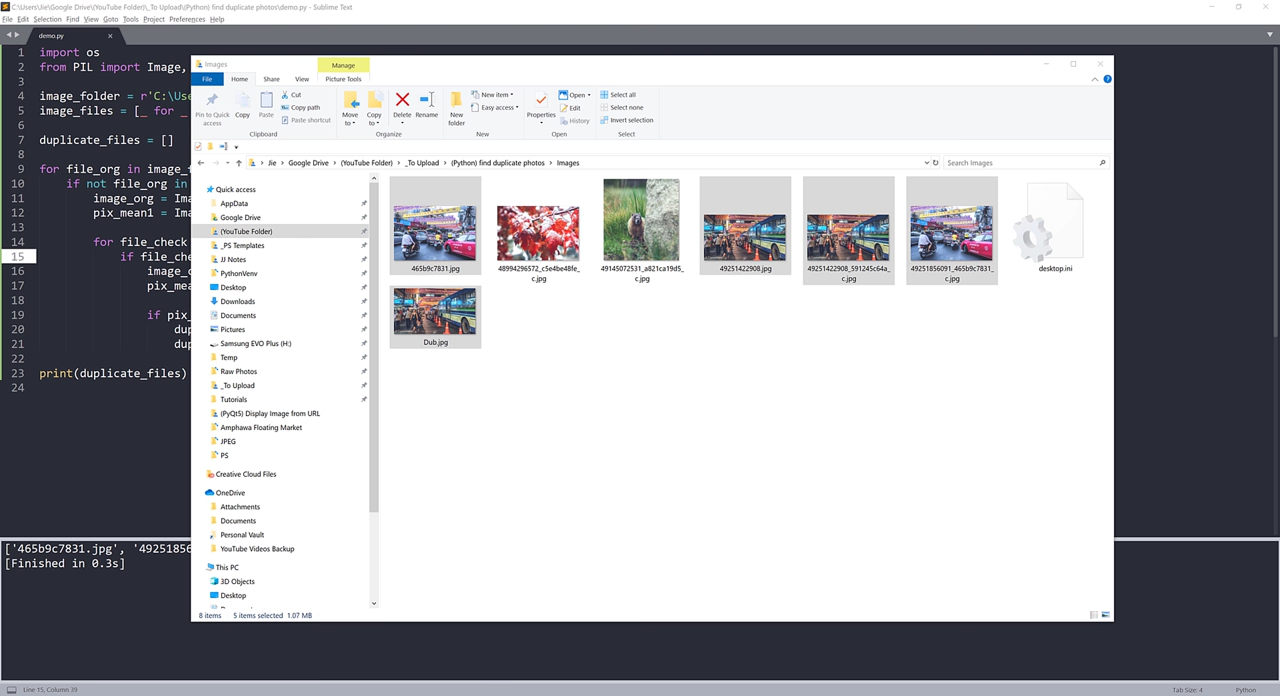 C:\Users\Jie\Google Drive\(YouTube Folder)\_To Upload\(Python) find duplicate photos\demo.py - Sublime Text
File Edit Selection Find View Goto Tools Project Preferences Help
demo.py
1 import os
2 from PIL import Image,
3
4 image_folder = r'C:\Use
5 image_files = [_ for _
6
7 duplicate_files = []
8
9 for file_org in image_f
10 if not file_org in
11 image_org = Ima
12 pix_mean1 = Ima
13
14 for file_check
15 if file_che
16 image_c
17 pix_mea
18
19 if pix_
20 dup
21 dup
22
23 print(duplicate_files)
24
Images
Manage
File Home Share View Picture Tools
Pin to Quick access
Copy
Paste
Cut
Copy path
Paste shortcut
Clipboard
Move to
Copy to
Delete
Rename
Organize
New folder
New item
Easy access
New
Properties
Open
Edit
History
Open
Select all
Select none
Invert selection
Select
Jie > Google Drive > (YouTube Folder) > _To Upload > (Python) find duplicate photos > Images
Search Images
Quick access
AppData
Google Drive
(YouTube Folder)
_PS Templates
JJ Notes
PythonVenv
Desktop
Downloads
Documents
Pictures
Samsung EVO Plus (H:)
Temp
Raw Photos
_To Upload
Tutorials
(PyQt5) Display Image from URL
Amphawa Floating Market
JPEG
PS
Creative Cloud Files
OneDrive
Attachments
Documents
Personal Vault
YouTube Videos Backup
This PC
3D Objects
Desktop
465b9c7831.jpg
48994296572_c5e4be48fe_c.jpg
49145072531_a821ca19d5_c.jpg
49251422908.jpg
49251422908_591245c64a_c.jpg
49251856091_465b9c7831_c.jpg
desktop.ini
Dub.jpg
8 items 5 items selected 1.07 MB
['465b9c7831.jpg', '49251856
[Finished in 0.3s]
Line 15, Column 39
Tab Size: 4
Python